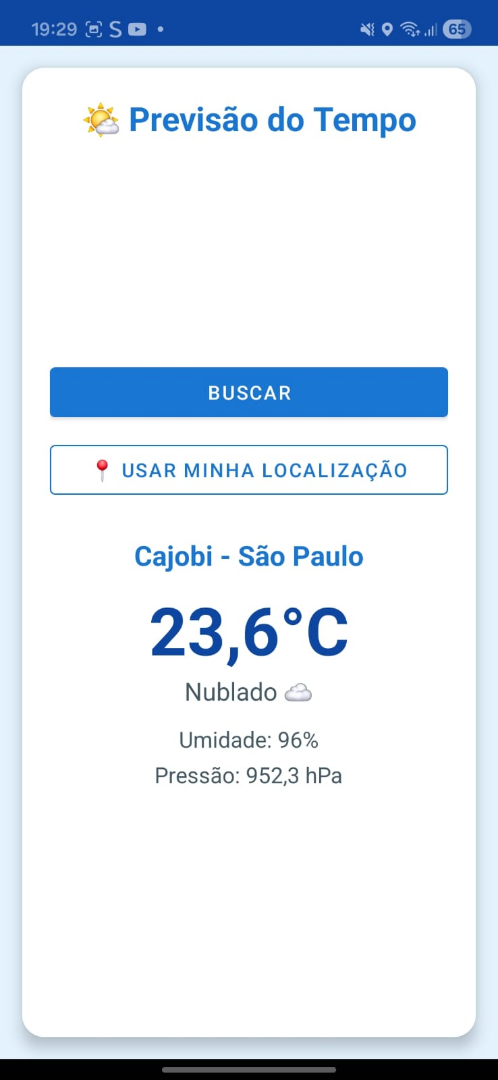 19:29 S 65
Previsão do Tempo
BUSCAR
USAR MINHA LOCALIZAÇÃO
Cajobi - São Paulo
23,6°C
Nublado
Umidade: 96%
Pressão: 952,3 hPa